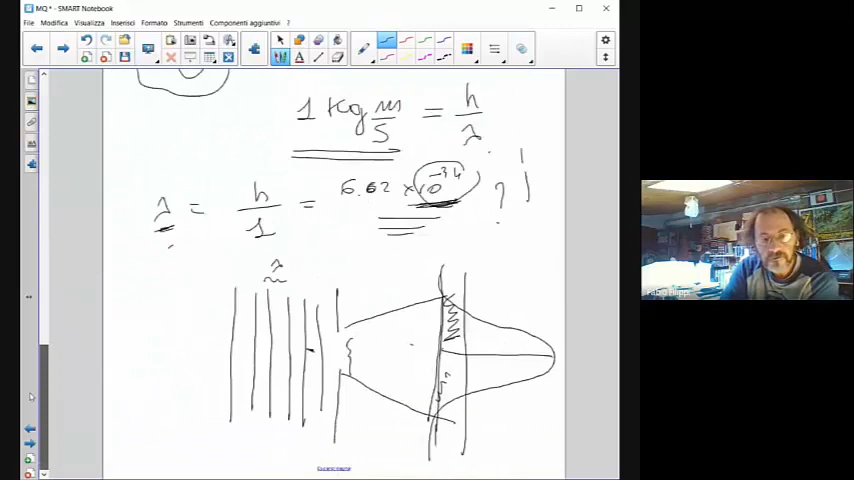 MQ * - SMART Notebook
File Modifica Visualizza Inserisci Formato Strumenti Componenti aggiuntivi ?
1 Kg m/s = h/λ
λ = h/1 = 6.62 × 10⁻³⁴ ? !
λ